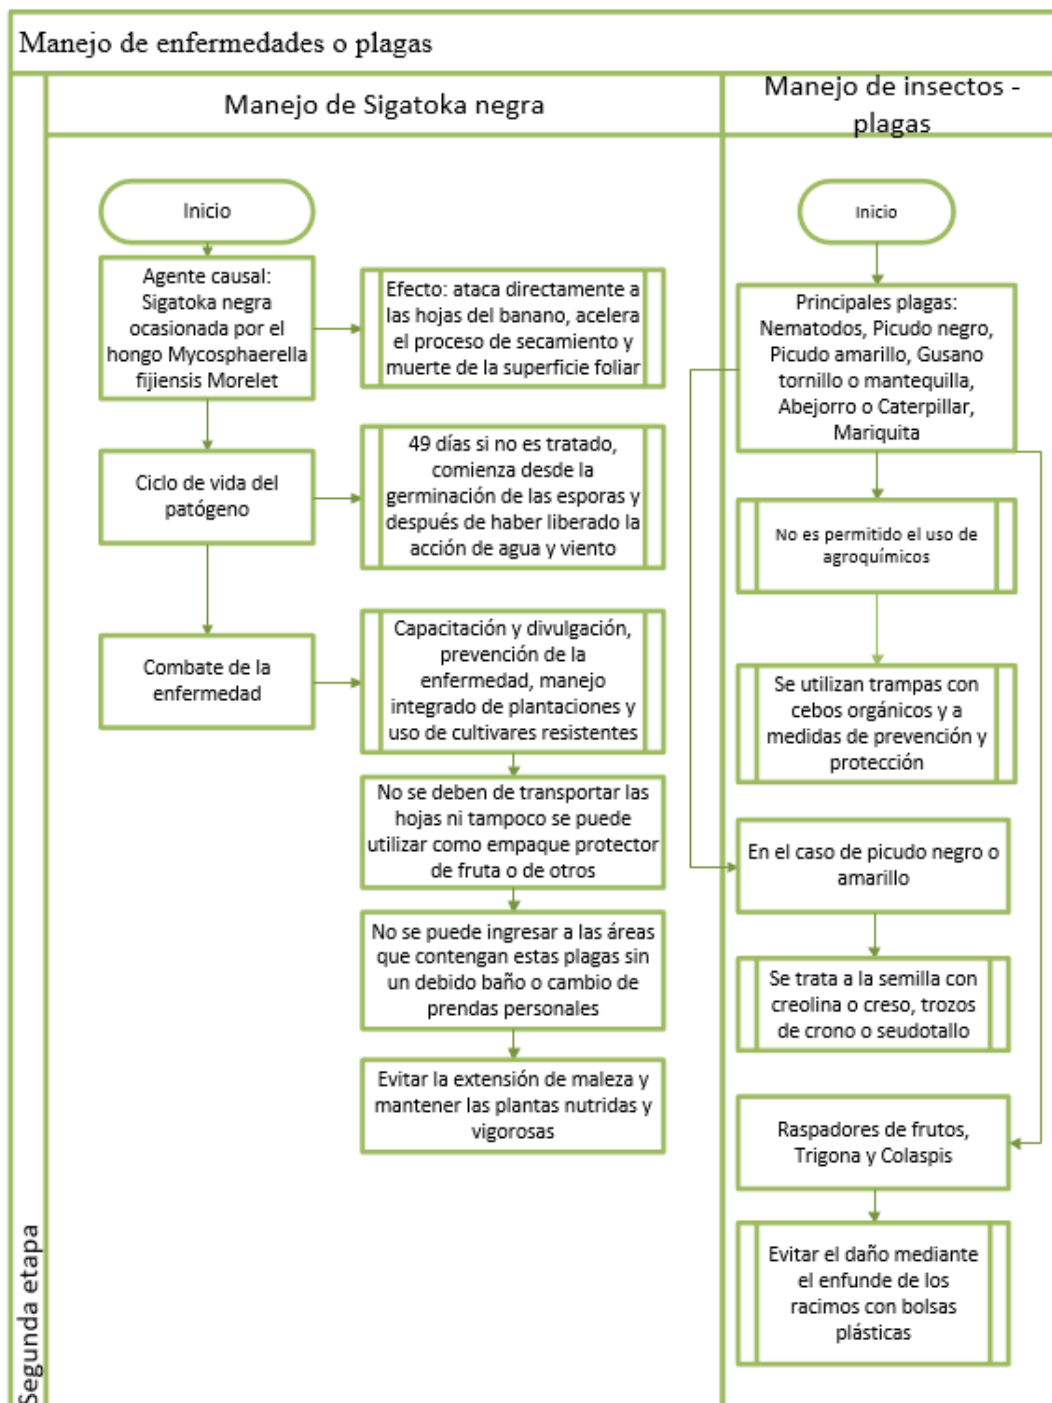 Manejo de enfermedades o plagas
Manejo de Sigatoka negra
Manejo de insectos -
plagas
Segunda etapa
Inicio
Agente causal:
Sigatoka negra
ocasionada por el
hongo Mycosphaerella
fijiensis Morelet
Efecto: ataca directamente a
las hojas del banano, acelera
el proceso de secamiento y
muerte de la superficie foliar
Ciclo de vida del
patógeno
49 días si no es tratado,
comienza desde la
germinación de las esporas y
después de haber liberado la
acción de agua y viento
Combate de la
enfermedad
Capacitación y divulgación,
prevención de la
enfermedad, manejo
integrado de plantaciones y
uso de cultivares resistentes
No se deben de transportar las
hojas ni tampoco se puede
utilizar como empaque protector
de fruta o de otros
No se puede ingresar a las áreas
que contengan estas plagas sin
un debido baño o cambio de
prendas personales
Evitar la extensión de maleza y
mantener las plantas nutridas y
vigorosas
Inicio
Principales plagas:
Nematodos, Picudo negro,
Picudo amarillo, Gusano
tornillo o mantequilla,
Abejorro o Caterpillar,
Mariquita
No es permitido el uso de
agroquímicos
Se utilizan trampas con
cebos orgánicos y a
medidas de prevención y
protección
En el caso de picudo negro o
amarillo
Se trata a la semilla con
creolina o creso, trozos
de crono o seudotallo
Raspadores de frutos,
Trigona y Colaspis
Evitar el daño mediante
el enfunde de los
racimos con bolsas
plásticas